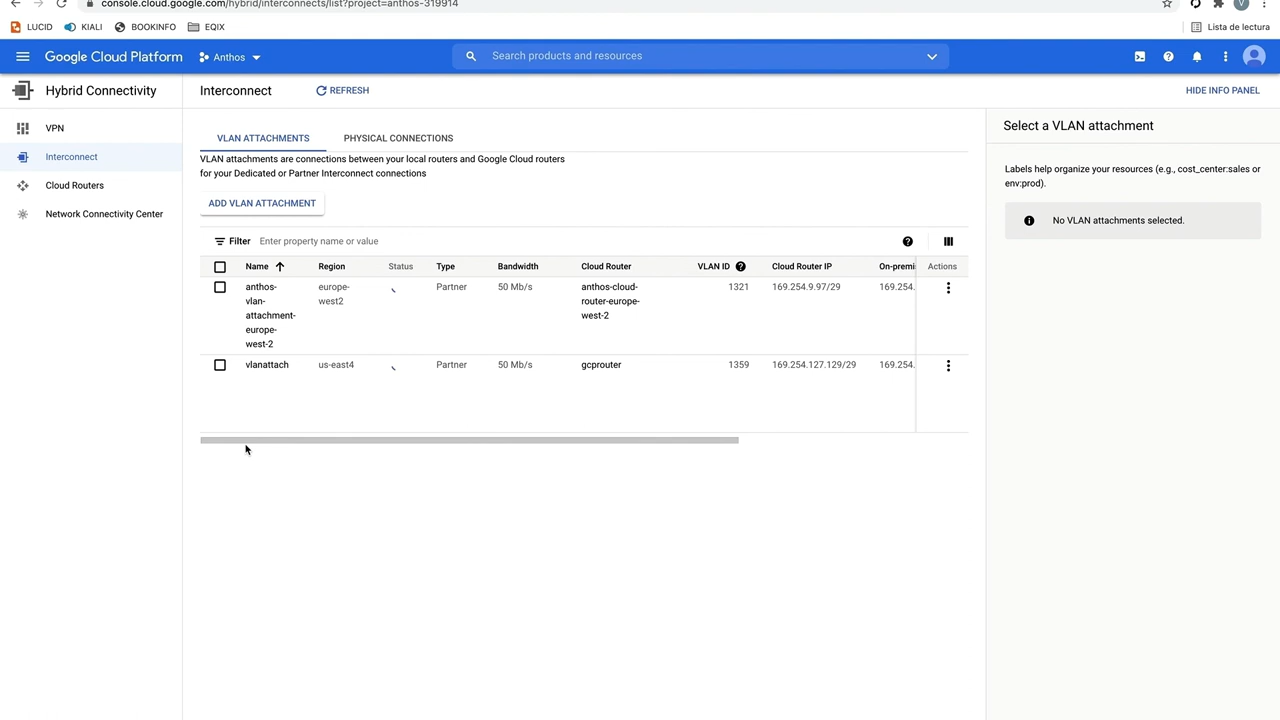 console.cloud.google.com/hybrid/interconnects/list?project=anthos-319914
LUCID
KIALI
BOOKINFO
EQIX
Lista de lectura
Google Cloud Platform
Anthos
Search products and resources
V
Hybrid Connectivity
Interconnect
REFRESH
HIDE INFO PANEL
VPN
Interconnect
Cloud Routers
Network Connectivity Center
VLAN ATTACHMENTS
PHYSICAL CONNECTIONS
VLAN attachments are connections between your local routers and Google Cloud routers
for your Dedicated or Partner Interconnect connections
ADD VLAN ATTACHMENT
Filter Enter property name or value
Name Region Status Type Bandwidth Cloud Router VLAN ID Cloud Router IP On-premi Actions
anthos-
vlan-
attachment-
europe-
west-2
europe-
west2
Partner
50 Mb/s
anthos-cloud-
router-europe-
west-2
1321
169.254.9.97/29
169.254.
vlanattach
us-east4
Partner
50 Mb/s
gcprouter
1359
169.254.127.129/29
169.254.
Select a VLAN attachment
Labels help organize your resources (e.g., cost_center:sales or
env:prod).
No VLAN attachments selected.